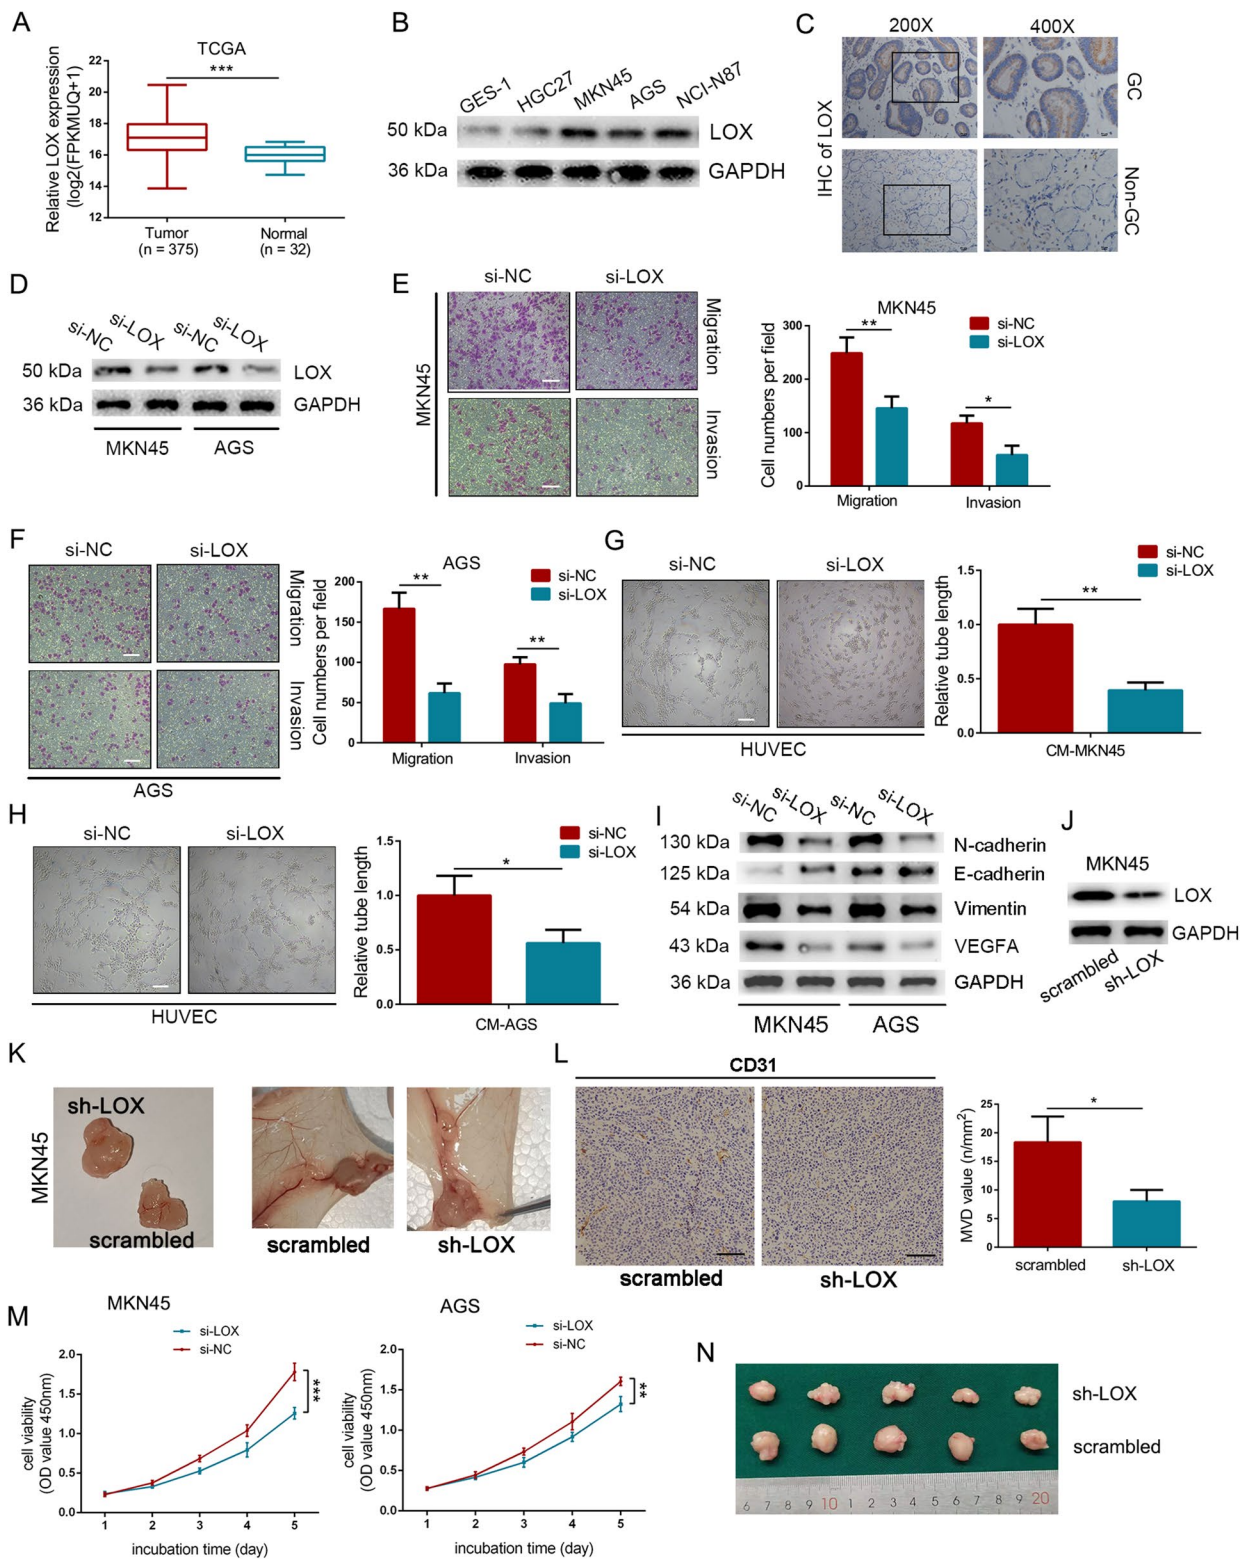 A
TCGA
***
Relative LOX expression
(log2(FPKMUQ+1)
22
20
18
16
14
12
Tumor
(n = 375)
Normal
(n = 32)
B
GES-1
HGC27
MKN45
AGS
NCI-N87
50 kDa
LOX
36 kDa
GAPDH
C
200X
400X
IHC of LOX
GC
Non-GC
D
si-NC
si-LOX
si-NC
si-LOX
50 kDa
LOX
36 kDa
GAPDH
MKN45
AGS
E
si-NC
si-LOX
MKN45
Migration
Invasion
MKN45
si-NC
si-LOX
Cell numbers per field
300
200
100
0
**
*
Migration
Invasion
F
si-NC
si-LOX
Migration
Invasion
AGS
AGS
si-NC
si-LOX
Cell numbers per field
200
150
100
50
0
**
**
Migration
Invasion
G
si-NC
si-LOX
HUVEC
si-NC
si-LOX
Relative tube length
1.5
1.0
0.5
0.0
**
CM-MKN45
H
si-NC
si-LOX
HUVEC
si-NC
si-LOX
Relative tube length
1.5
1.0
0.5
0.0
*
CM-AGS
I
si-NC
si-LOX
si-NC
si-LOX
130 kDa
N-cadherin
125 kDa
E-cadherin
54 kDa
Vimentin
43 kDa
VEGFA
36 kDa
GAPDH
MKN45
AGS
J
MKN45
LOX
GAPDH
scrambled
sh-LOX
K
MKN45
sh-LOX
scrambled
scrambled
sh-LOX
L
CD31
scrambled
sh-LOX
MVD value (n/mm²)
25
20
15
10
5
0
*
scrambled
sh-LOX
M
MKN45
si-LOX
si-NC
cell viability
(OD value 450nm)
2.0
1.5
1.0
0.5
0.0
***
1 2 3 4 5
incubation time (day)
AGS
si-LOX
si-NC
cell viability
(OD value 450nm)
2.0
1.5
1.0
0.5
0.0
**
1 2 3 4 5
incubation time (day)
N
sh-LOX
scrambled
6 7 8 9 10 1 2 3 4 5 6 7 8 9 20